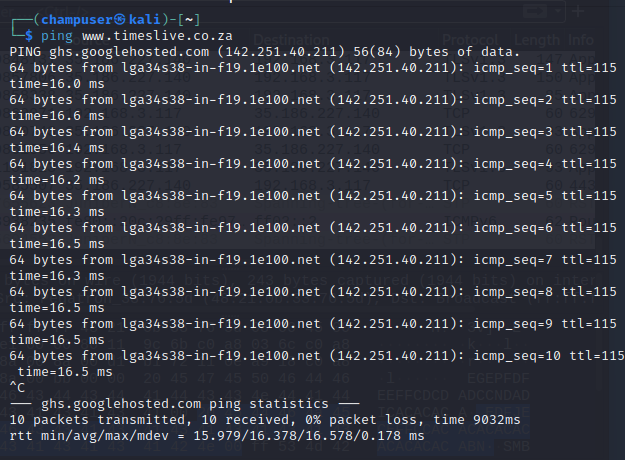 ┌──(champuser㉿kali)-[~]
└─$ ping www.timeslive.co.za
PING ghs.googlehosted.com (142.251.40.211) 56(84) bytes of data.
64 bytes from lga34s38-in-f19.1e100.net (142.251.40.211): icmp_seq=1 ttl=115
time=16.0 ms
64 bytes from lga34s38-in-f19.1e100.net (142.251.40.211): icmp_seq=2 ttl=115
time=16.6 ms
64 bytes from lga34s38-in-f19.1e100.net (142.251.40.211): icmp_seq=3 ttl=115
time=16.4 ms
64 bytes from lga34s38-in-f19.1e100.net (142.251.40.211): icmp_seq=4 ttl=115
time=16.2 ms
64 bytes from lga34s38-in-f19.1e100.net (142.251.40.211): icmp_seq=5 ttl=115
time=16.3 ms
64 bytes from lga34s38-in-f19.1e100.net (142.251.40.211): icmp_seq=6 ttl=115
time=16.5 ms
64 bytes from lga34s38-in-f19.1e100.net (142.251.40.211): icmp_seq=7 ttl=115
time=16.3 ms
64 bytes from lga34s38-in-f19.1e100.net (142.251.40.211): icmp_seq=8 ttl=115
time=16.5 ms
64 bytes from lga34s38-in-f19.1e100.net (142.251.40.211): icmp_seq=9 ttl=115
time=16.5 ms
64 bytes from lga34s38-in-f19.1e100.net (142.251.40.211): icmp_seq=10 ttl=115
 time=16.5 ms
^C
─── ghs.googlehosted.com ping statistics ───
10 packets transmitted, 10 received, 0% packet loss, time 9032ms
rtt min/avg/max/mdev = 15.979/16.378/16.578/0.178 ms